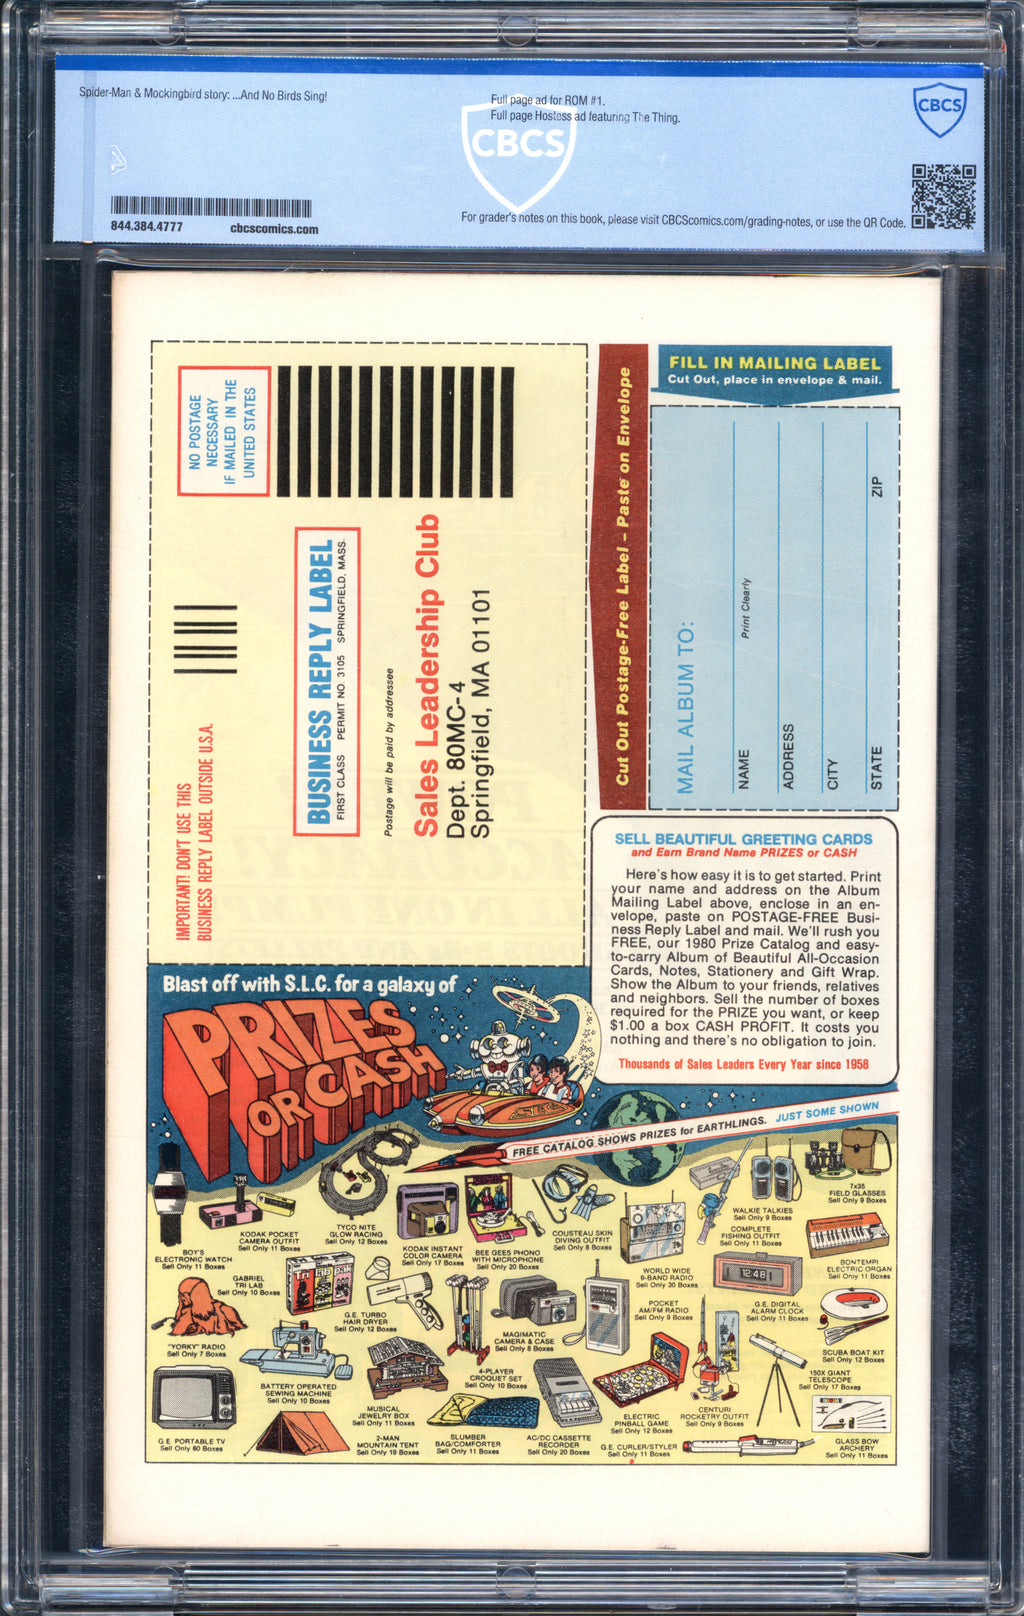 Spider-Man & Mockingbird story: ...And No Birds Sing!
Full page ad for ROM #1.
Full page Hostess ad featuring The Thing.
CBCS
CBCS
844.384.4777
cbcscomics.com
For grader's notes on this book, please visit CBCScomics.com/grading-notes, or use the QR Code.
NO POSTAGE
NECESSARY
IF MAILED IN THE
UNITED STATES
BUSINESS REPLY LABEL
FIRST CLASS PERMIT NO. 3105 SPRINGFIELD, MASS.
Postage will be paid by addressee
Sales Leadership Club
Dept. 80MC-4
Springfield, MA 01101
IMPORTANT! DON'T USE THIS
BUSINESS REPLY LABEL OUTSIDE U.S.A.
Cut Out Postage-Free Label – Paste on Envelope
FILL IN MAILING LABEL
Cut Out, place in envelope & mail.
MAIL ALBUM TO:
NAME
Print Clearly
ADDRESS
CITY
STATE
ZIP
SELL BEAUTIFUL GREETING CARDS
and Earn Brand Name PRIZES or CASH
Here's how easy it is to get started. Print
your name and address on the Album
Mailing Label above, enclose in an en-
velope, paste on POSTAGE-FREE Busi-
ness Reply Label and mail. We'll rush you
FREE, our 1980 Prize Catalog and easy-
to-carry Album of Beautiful All-Occasion
Cards, Notes, Stationery and Gift Wrap.
Show the Album to your friends, relatives
and neighbors. Sell the number of boxes
required for the PRIZE you want, or keep
$1.00 a box CASH PROFIT. It costs you
nothing and there's no obligation to join.
Thousands of Sales Leaders Every Year since 1958
Blast off with S.L.C. for a galaxy of
PRIZES
OR CASH
SLC
FREE CATALOG SHOWS PRIZES for EARTHLINGS. JUST SOME SHOWN
BOY'S
ELECTRONIC WATCH
Sell Only 11 Boxes
KODAK POCKET
CAMERA OUTFIT
Sell Only 11 Boxes
TYCO NITE
GLOW RACING
Sell Only 12 Boxes
KODAK INSTANT
COLOR CAMERA
Sell Only 17 Boxes
BEE GEES PHONO
WITH MICROPHONE
Sell Only 20 Boxes
COUSTEAU SKIN
DIVING OUTFIT
Sell Only 8 Boxes
WORLD WIDE
9-BAND RADIO
Sell Only 30 Boxes
COMPLETE
FISHING OUTFIT
Sell Only 11 Boxes
WALKIE TALKIES
Sell Only 9 Boxes
7x35
FIELD GLASSES
Sell Only 9 Boxes
BONTEMPI
ELECTRIC ORGAN
Sell Only 11 Boxes
GABRIEL
TRI LAB
Sell Only 10 Boxes
Tri lab pak
"YORKY" RADIO
Sell Only 7 Boxes
G.E. TURBO
HAIR DRYER
Sell Only 12 Boxes
MAGIMATIC
CAMERA & CASE
Sell Only 8 Boxes
POCKET
AM/FM RADIO
Sell Only 9 Boxes
12:48
G.E. DIGITAL
ALARM CLOCK
Sell Only 11 Boxes
SCUBA BOAT KIT
Sell Only 12 Boxes
BATTERY OPERATED
SEWING MACHINE
Sell Only 10 Boxes
4-PLAYER
CROQUET SET
Sell Only 10 Boxes
150X GIANT
TELESCOPE
Sell Only 17 Boxes
G.E. PORTABLE TV
Sell Only 80 Boxes
2-MAN
MOUNTAIN TENT
Sell Only 19 Boxes
MUSICAL
JEWELRY BOX
Sell Only 11 Boxes
SLUMBER
BAG/COMFORTER
Sell Only 11 Boxes
AC/DC CASSETTE
RECORDER
Sell Only 20 Boxes
ELECTRIC
PINBALL GAME
Sell Only 12 Boxes
G.E. CURLER/STYLER
Sell Only 11 Boxes
CENTURI
ROCKETRY OUTFIT
Sell Only 9 Boxes
GLASS BOW
ARCHERY
Sell Only 11 Boxes